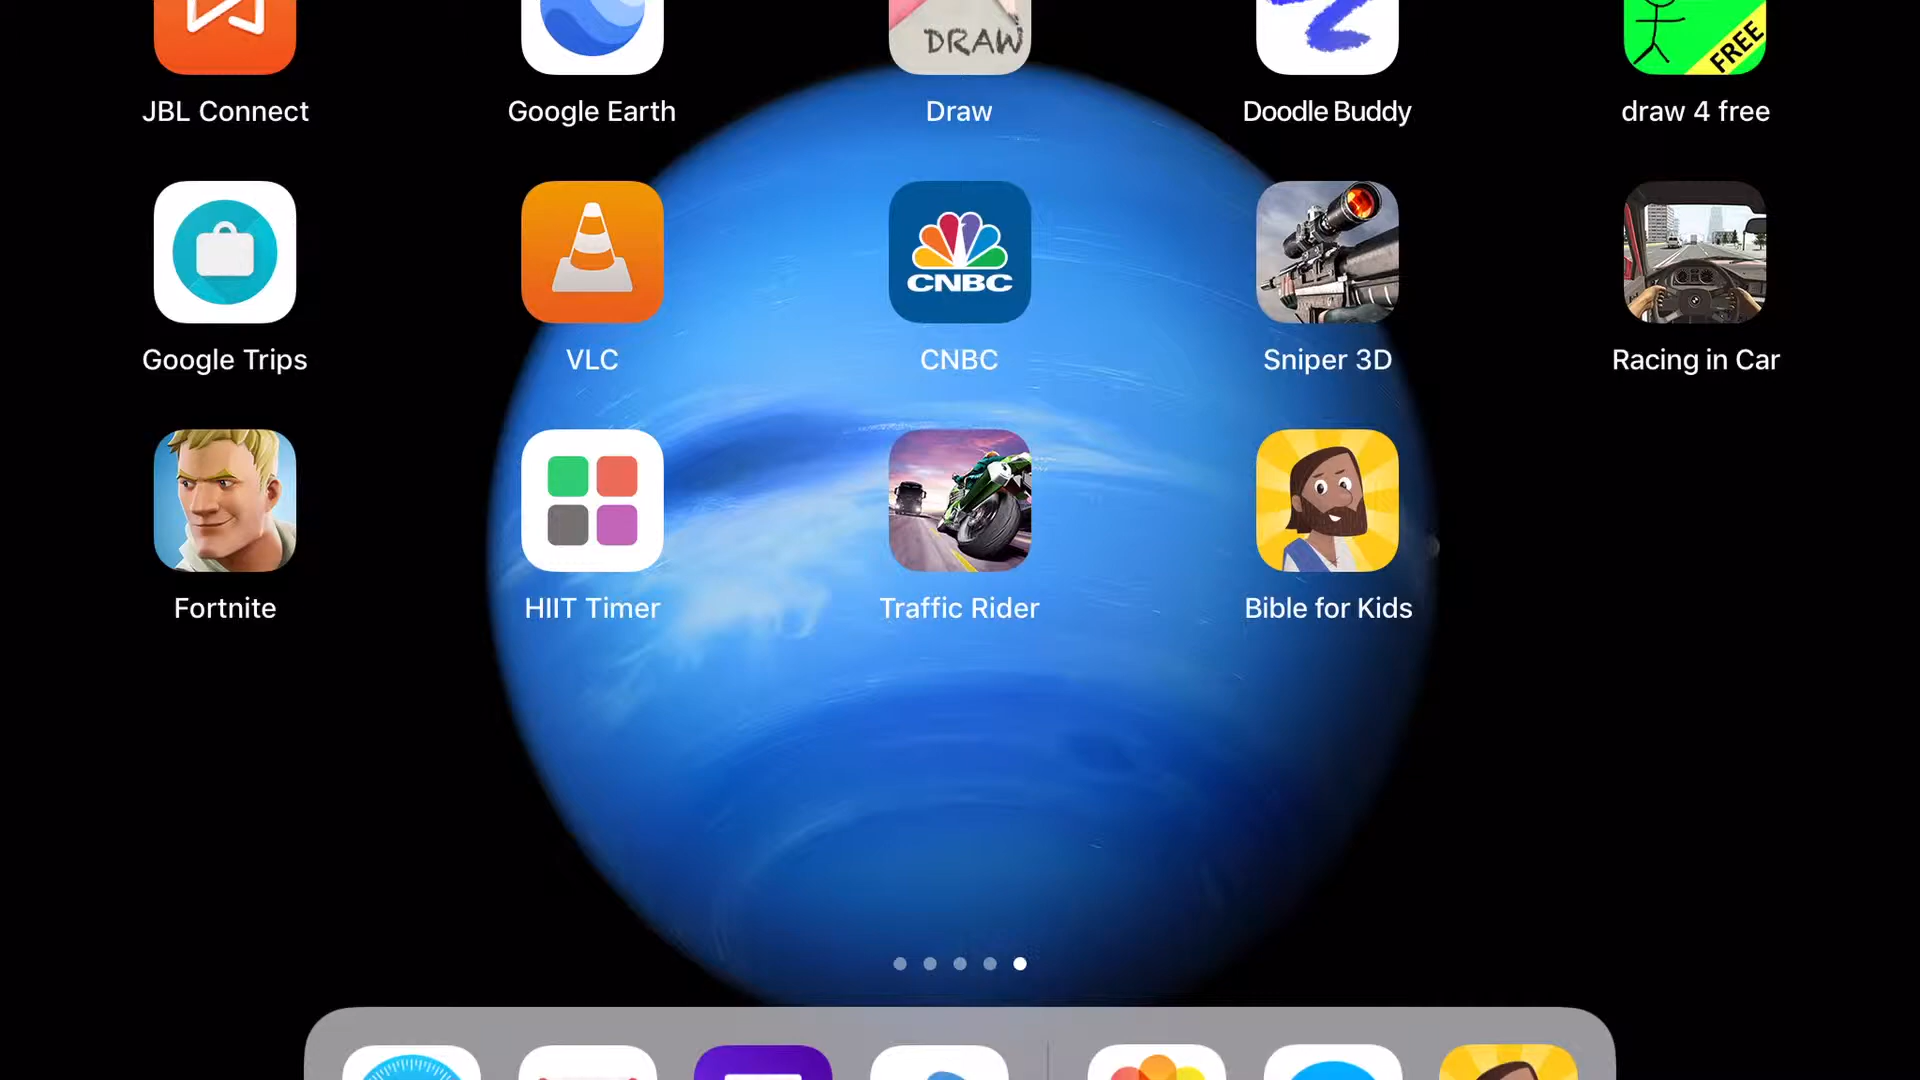 DRAW
FREE
JBL Connect
Google Earth
Draw
Doodle Buddy
draw 4 free
CNBC
Google Trips
VLC
CNBC
Sniper 3D
Racing in Car
Fortnite
HIIT Timer
Traffic Rider
Bible for Kids